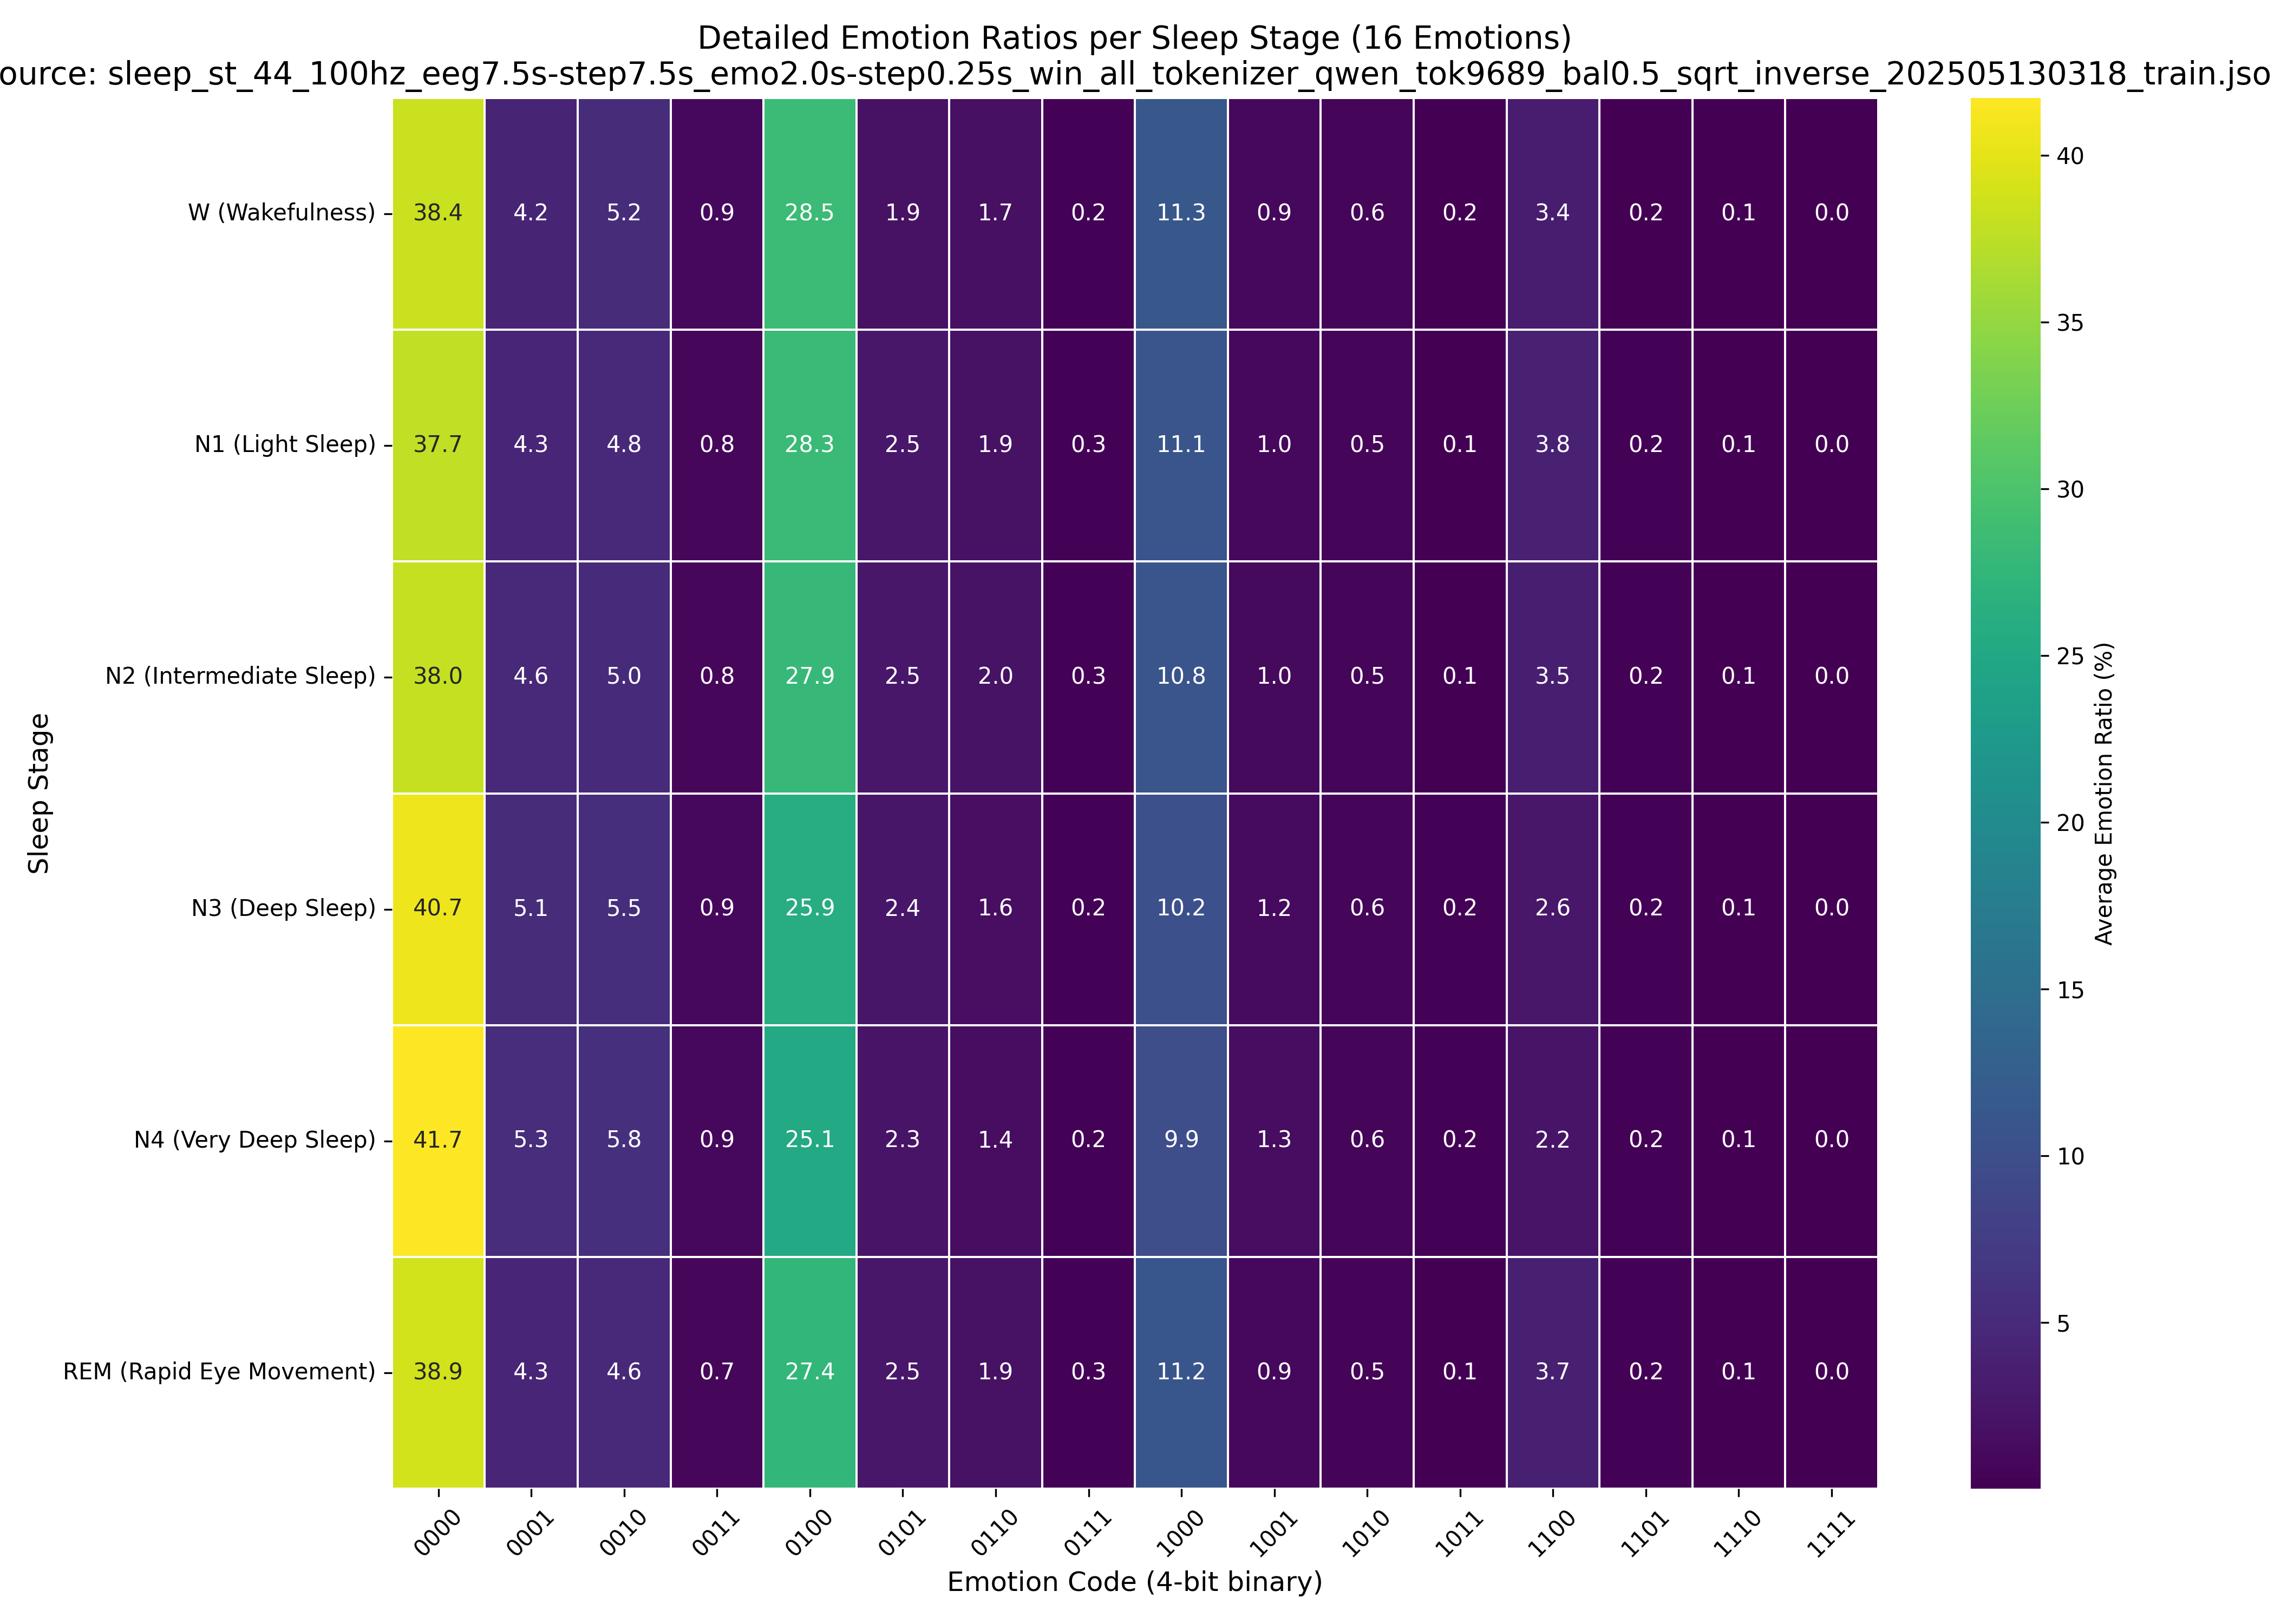 Detailed Emotion Ratios per Sleep Stage (16 Emotions)
ource: sleep_st_44_100hz_eeg7.5s-step7.5s_emo2.0s-step0.25s_win_all_tokenizer_qwen_tok9689_bal0.5_sqrt_inverse_202505130318_train.jso
W (Wakefulness) 38.4 4.2 5.2 0.9 28.5 1.9 1.7 0.2 11.3 0.9 0.6 0.2 3.4 0.2 0.1 0.0
N1 (Light Sleep) 37.7 4.3 4.8 0.8 28.3 2.5 1.9 0.3 11.1 1.0 0.5 0.1 3.8 0.2 0.1 0.0
N2 (Intermediate Sleep) 38.0 4.6 5.0 0.8 27.9 2.5 2.0 0.3 10.8 1.0 0.5 0.1 3.5 0.2 0.1 0.0
N3 (Deep Sleep) 40.7 5.1 5.5 0.9 25.9 2.4 1.6 0.2 10.2 1.2 0.6 0.2 2.6 0.2 0.1 0.0
N4 (Very Deep Sleep) 41.7 5.3 5.8 0.9 25.1 2.3 1.4 0.2 9.9 1.3 0.6 0.2 2.2 0.2 0.1 0.0
REM (Rapid Eye Movement) 38.9 4.3 4.6 0.7 27.4 2.5 1.9 0.3 11.2 0.9 0.5 0.1 3.7 0.2 0.1 0.0
0000 0001 0010 0011 0100 0101 0110 0111 1000 1001 1010 1011 1100 1101 1110 1111
Emotion Code (4-bit binary)
Sleep Stage
40
35
30
25
20
15
10
5
Average Emotion Ratio (%)